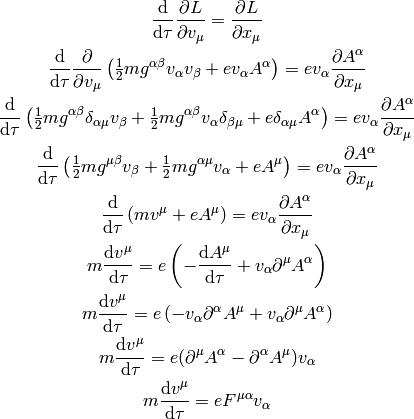 \frac{\mathrm{d}}{\mathrm{d}\tau}\frac{\partial L}{\partial v_\mu} = \frac{\partial L}{\partial x_\mu}
\frac{\mathrm{d}}{\mathrm{d}\tau}\frac{\partial}{\partial v_\mu}\left(\frac{1}{2}mg^{\alpha\beta}v_\alpha v_\beta + ev_\alpha A^\alpha\right) = ev_\alpha\frac{\partial A^\alpha}{\partial x_\mu}
\frac{\mathrm{d}}{\mathrm{d}\tau}\left(\frac{1}{2}mg^{\alpha\beta}\delta_{\alpha\mu}v_\beta + \frac{1}{2}mg^{\alpha\beta}v_\alpha\delta_{\beta\mu} + e\delta_{\alpha\mu}A^\alpha\right) = ev_\alpha\frac{\partial A^\alpha}{\partial x_\mu}
\frac{\mathrm{d}}{\mathrm{d}\tau}\left(\frac{1}{2}mg^{\mu\beta}v_\beta + \frac{1}{2}mg^{\alpha\mu}v_\alpha + eA^\mu\right) = ev_\alpha\frac{\partial A^\alpha}{\partial x_\mu}
\frac{\mathrm{d}}{\mathrm{d}\tau}\left(mv^\mu + eA^\mu\right) = ev_\alpha\frac{\partial A^\alpha}{\partial x_\mu}
m\frac{\mathrm{d}v^\mu}{\mathrm{d}\tau} = e\left(-\frac{\mathrm{d}A^\mu}{\mathrm{d}\tau} + v_\alpha\partial^\mu A^\alpha\right)
m\frac{\mathrm{d}v^\mu}{\mathrm{d}\tau} = e\left(-v_\alpha\partial^\alpha A^\mu + v_\alpha\partial^\mu A^\alpha\right)
m\frac{\mathrm{d}v^\mu}{\mathrm{d}\tau} = e(\partial^\mu A^\alpha - \partial^\alpha A^\mu)v_\alpha
m\frac{\mathrm{d}v^\mu}{\mathrm{d}\tau} = eF^{\mu\alpha}v_\alpha